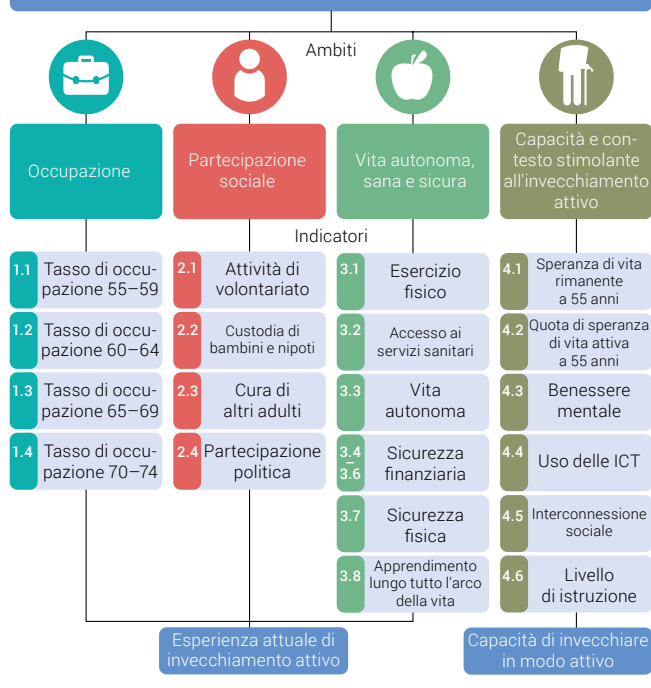 Ambiti
Occupazione
Partecipazione
sociale
Vita autonoma,
sana e sicura
Capacità e con-
testo stimolante
all'invecchiamento
attivo
Indicatori
1.1
Tasso di occu-
pazione 55–59
1.2
Tasso di occu-
pazione 60–64
1.3
Tasso di occu-
pazione 65–69
1.4
Tasso di occu-
pazione 70–74
2.1
Attività di
volontariato
2.2
Custodia di
bambini e nipoti
2.3
Cura di
altri adulti
2.4
Partecipazione
politica
3.1
Esercizio
fisico
3.2
Accesso ai
servizi sanitari
3.3
Vita
autonoma
3.4
–
3.6
Sicurezza
finanziaria
3.7
Sicurezza
fisica
3.8
Apprendimento
lungo tutto l'arco
della vita
4.1
Speranza di vita
rimanente
a 55 anni
4.2
Quota di speranza
di vita attiva
a 55 anni
4.3
Benessere
mentale
4.4
Uso delle ICT
4.5
Interconnessione
sociale
4.6
Livello
di istruzione
Esperienza attuale di
invecchiamento attivo
Capacità di invecchiare
in modo attivo